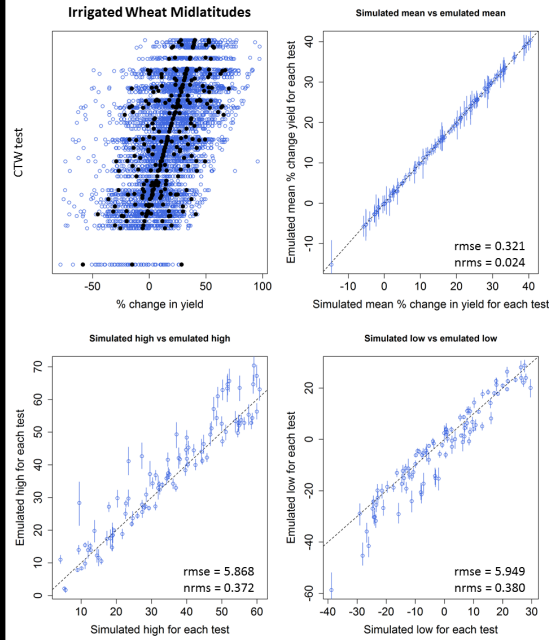 Irrigated Wheat Midlatitudes
CTW test
-50 0 50 100
% change in yield
Simulated mean vs emulated mean
Emulated mean % change yield for each test
-10 0 10 20 30 40
rmse = 0.321
nrms = 0.024
-10 0 10 20 30 40
Simulated mean % change in yield for each test
Simulated high vs emulated high
Emulated high for each test
0 10 20 30 40 50 60 70
rmse = 5.868
nrms = 0.372
0 10 20 30 40 50 60
Simulated high for each test
Simulated low vs emulated low
Emulated low for each test
-60 -40 -20 0 20
rmse = 5.949
nrms = 0.380
-40 -30 -20 -10 0 10 20 30
Simulated low for each test